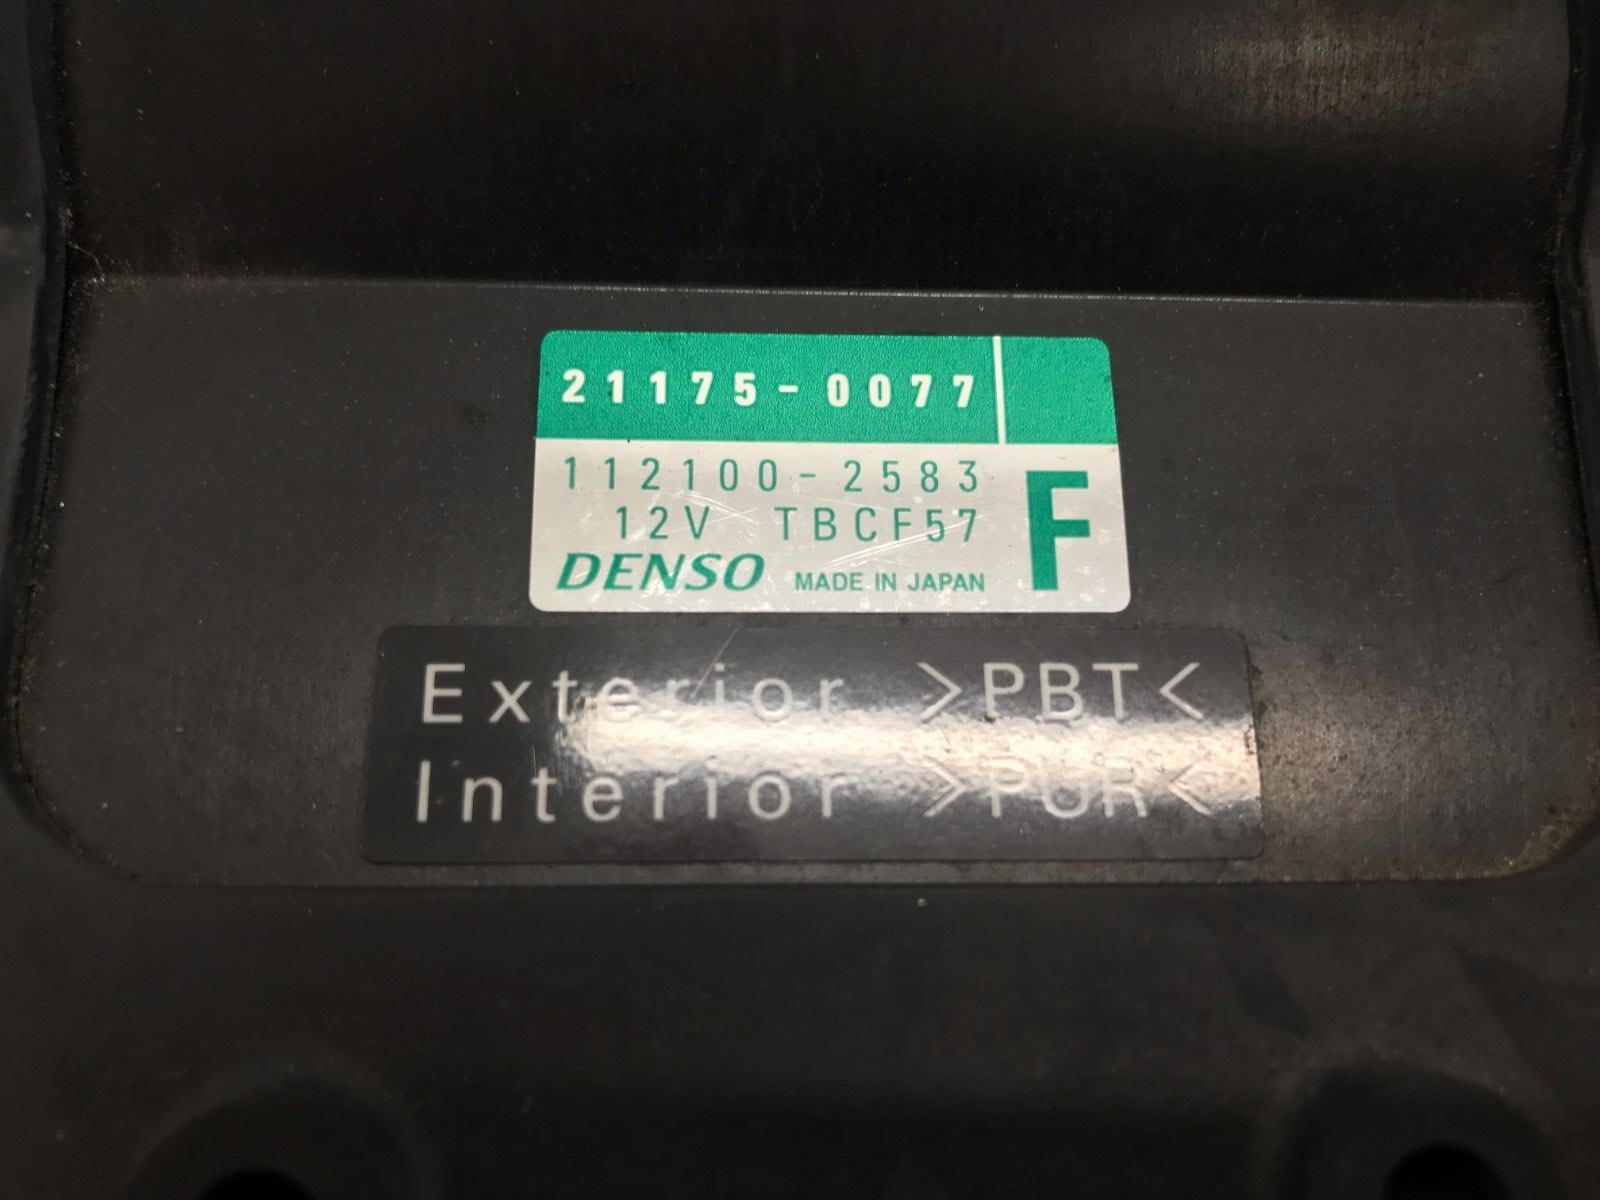 21175-0077
112100-2583
12V TBCF57
F
DENSO MADE IN JAPAN
Exterior >PBT<
Interior >PUR<